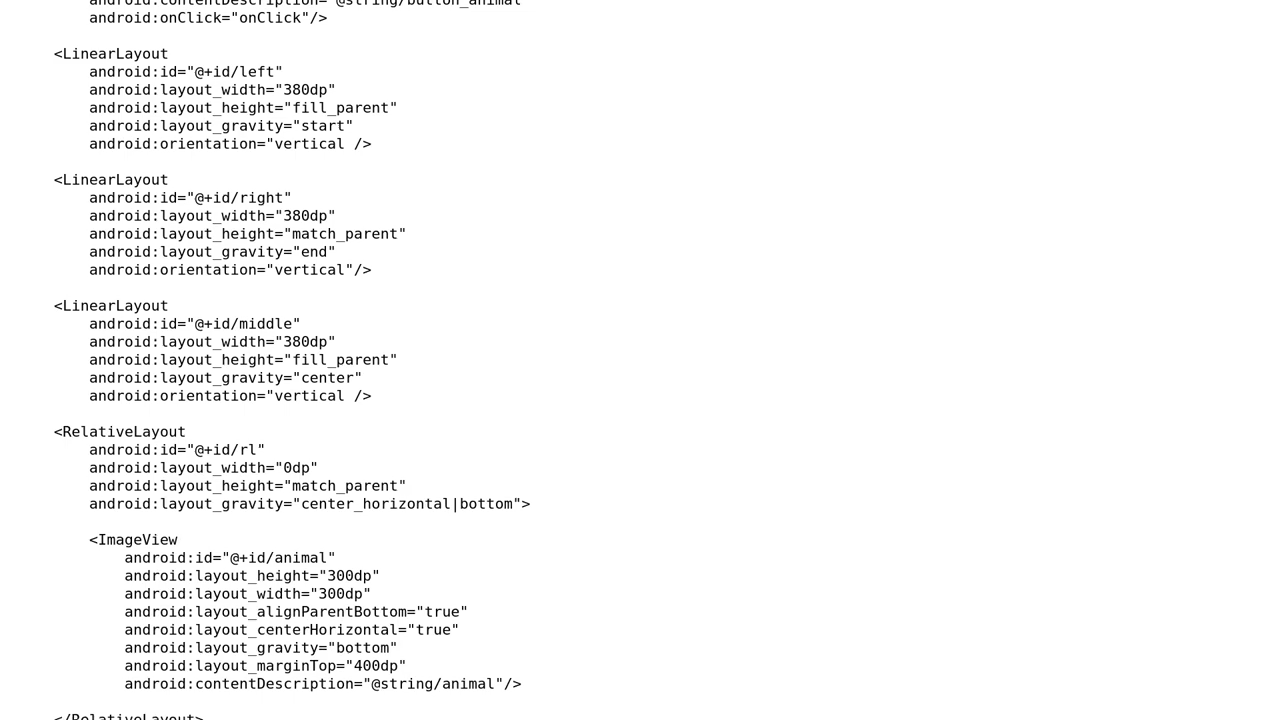 android:contentDescription="@string/button_animal"
android:onClick="onClick"/>
<LinearLayout
android:id="@+id/left"
android:layout_width="380dp"
android:layout_height="fill_parent"
android:layout_gravity="start"
android:orientation="vertical />
<LinearLayout
android:id="@+id/right"
android:layout_width="380dp"
android:layout_height="match_parent"
android:layout_gravity="end"
android:orientation="vertical"/>
<LinearLayout
android:id="@+id/middle"
android:layout_width="380dp"
android:layout_height="fill_parent"
android:layout_gravity="center"
android:orientation="vertical />
<RelativeLayout
android:id="@+id/rl"
android:layout_width="0dp"
android:layout_height="match_parent"
android:layout_gravity="center_horizontal|bottom">
<ImageView
android:id="@+id/animal"
android:layout_height="300dp"
android:layout_width="300dp"
android:layout_alignParentBottom="true"
android:layout_centerHorizontal="true"
android:layout_gravity="bottom"
android:layout_marginTop="400dp"
android:contentDescription="@string/animal"/>
</RelativeLayout>